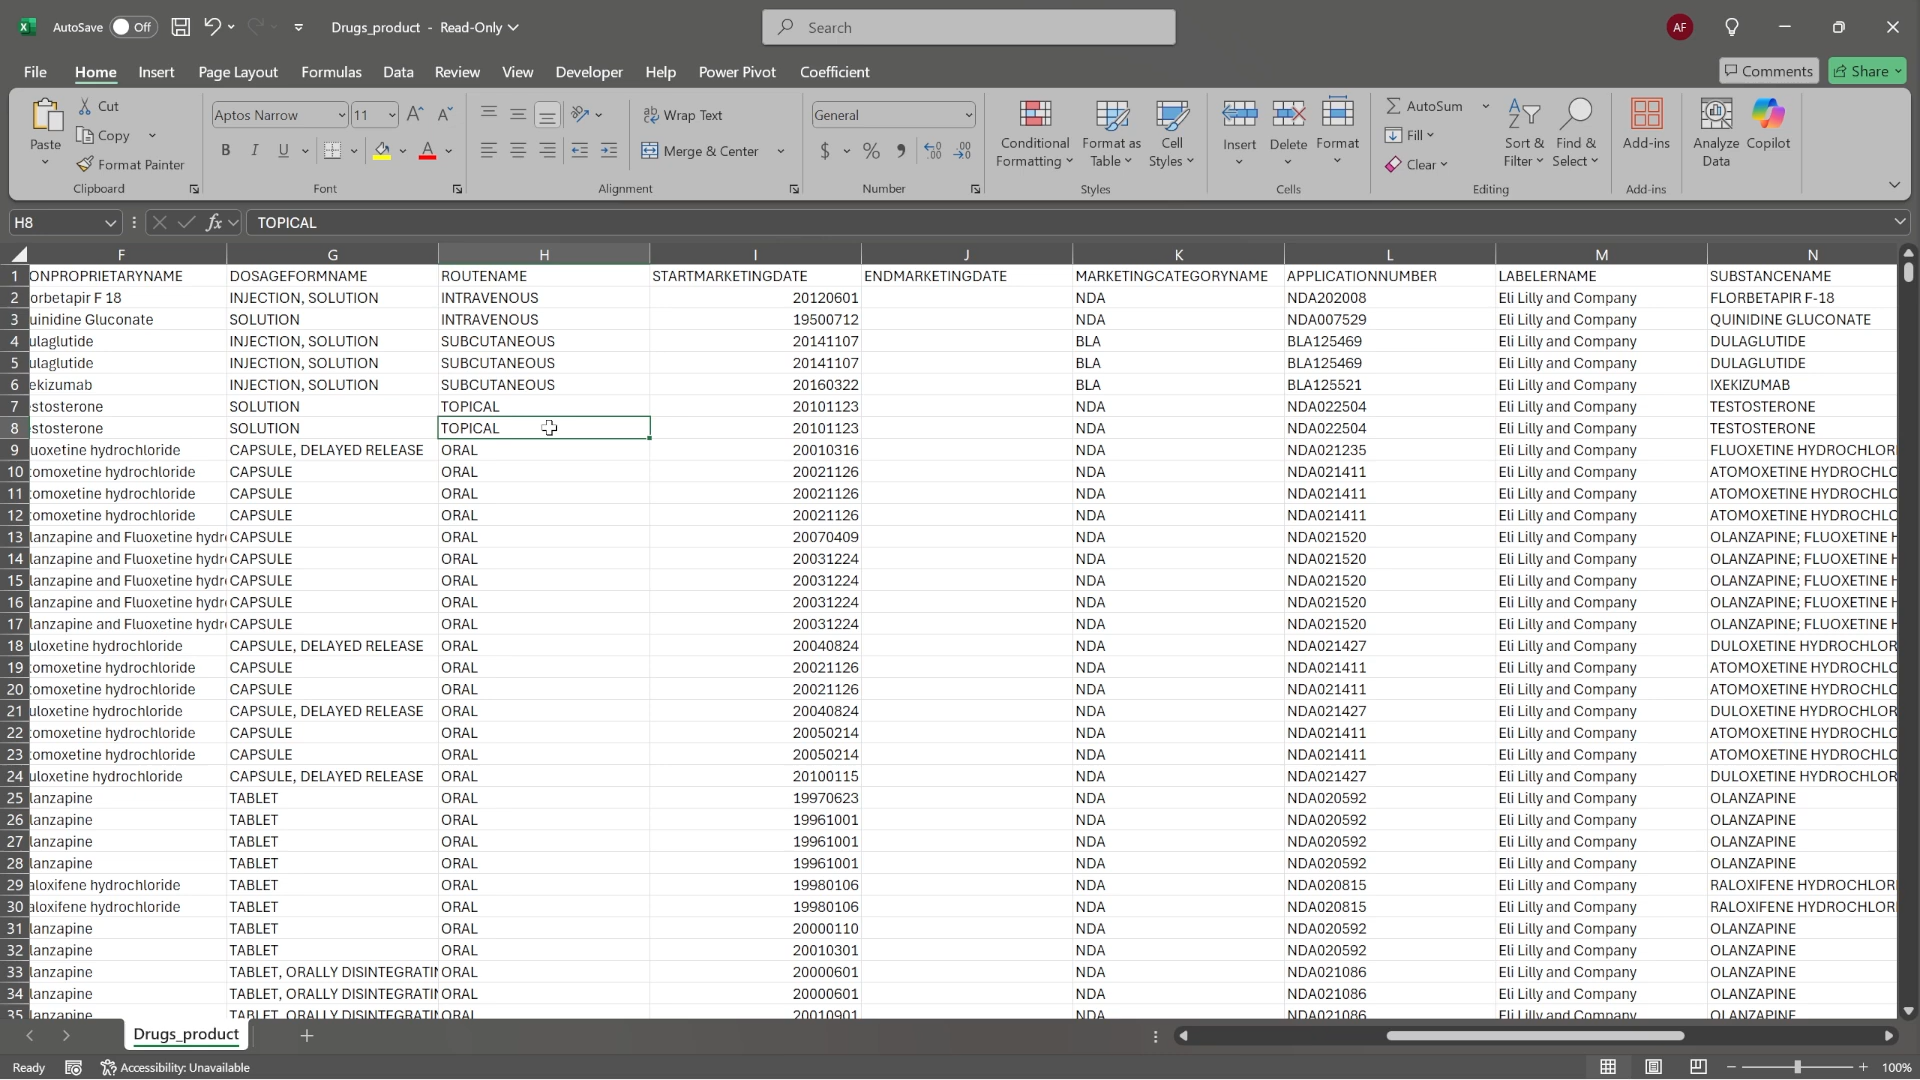 AutoSave Off Drugs_product - Read-Only Search AF
File Home Insert Page Layout Formulas Data Review View Developer Help Power Pivot Coefficient Comments Share
Paste Cut Copy Format Painter Clipboard
Aptos Narrow 11 B I U A Font
Wrap Text Merge & Center Alignment
General $ % Number
Conditional Formatting Format as Table Cell Styles Styles
Insert Delete Format Cells
AutoSum Fill Clear Sort & Filter Find & Select Editing
Add-ins Add-ins
Analyze Data Copilot
H8 fx TOPICAL
F G H I J K L M N
1 ONPROPRIETARYNAME DOSAGEFORMNAME ROUTENAME STARTMARKETINGDATE ENDMARKETINGDATE MARKETINGCATEGORYNAME APPLICATIONNUMBER LABELERNAME SUBSTANCENAME
2 orbetapir F 18 INJECTION, SOLUTION INTRAVENOUS 20120601 NDA NDA202008 Eli Lilly and Company FLORBETAPIR F-18
3 uinidine Gluconate SOLUTION INTRAVENOUS 19500712 NDA NDA007529 Eli Lilly and Company QUINIDINE GLUCONATE
4 ulaglutide INJECTION, SOLUTION SUBCUTANEOUS 20141107 BLA BLA125469 Eli Lilly and Company DULAGLUTIDE
5 ulaglutide INJECTION, SOLUTION SUBCUTANEOUS 20141107 BLA BLA125469 Eli Lilly and Company DULAGLUTIDE
6 ekizumab INJECTION, SOLUTION SUBCUTANEOUS 20160322 BLA BLA125521 Eli Lilly and Company IXEKIZUMAB
7 stosterone SOLUTION TOPICAL 20101123 NDA NDA022504 Eli Lilly and Company TESTOSTERONE
8 stosterone SOLUTION TOPICAL 20101123 NDA NDA022504 Eli Lilly and Company TESTOSTERONE
9 uoxetine hydrochloride CAPSULE, DELAYED RELEASE ORAL 20010316 NDA NDA021235 Eli Lilly and Company FLUOXETINE HYDROCHLORI
10 omoxetine hydrochloride CAPSULE ORAL 20021126 NDA NDA021411 Eli Lilly and Company ATOMOXETINE HYDROCHLO
11 omoxetine hydrochloride CAPSULE ORAL 20021126 NDA NDA021411 Eli Lilly and Company ATOMOXETINE HYDROCHLO
12 omoxetine hydrochloride CAPSULE ORAL 20021126 NDA NDA021411 Eli Lilly and Company ATOMOXETINE HYDROCHLO
13 lanzapine and Fluoxetine hydr CAPSULE ORAL 20070409 NDA NDA021520 Eli Lilly and Company OLANZAPINE; FLUOXETINE H
14 lanzapine and Fluoxetine hydr CAPSULE ORAL 20031224 NDA NDA021520 Eli Lilly and Company OLANZAPINE; FLUOXETINE H
15 lanzapine and Fluoxetine hydr CAPSULE ORAL 20031224 NDA NDA021520 Eli Lilly and Company OLANZAPINE; FLUOXETINE H
16 lanzapine and Fluoxetine hydr CAPSULE ORAL 20031224 NDA NDA021520 Eli Lilly and Company OLANZAPINE; FLUOXETINE H
17 lanzapine and Fluoxetine hydr CAPSULE ORAL 20031224 NDA NDA021520 Eli Lilly and Company OLANZAPINE; FLUOXETINE H
18 uloxetine hydrochloride CAPSULE, DELAYED RELEASE ORAL 20040824 NDA NDA021427 Eli Lilly and Company DULOXETINE HYDROCHLOR
19 omoxetine hydrochloride CAPSULE ORAL 20021126 NDA NDA021411 Eli Lilly and Company ATOMOXETINE HYDROCHLO
20 omoxetine hydrochloride CAPSULE ORAL 20021126 NDA NDA021411 Eli Lilly and Company ATOMOXETINE HYDROCHLO
21 uloxetine hydrochloride CAPSULE, DELAYED RELEASE ORAL 20040824 NDA NDA021427 Eli Lilly and Company DULOXETINE HYDROCHLOR
22 omoxetine hydrochloride CAPSULE ORAL 20050214 NDA NDA021411 Eli Lilly and Company ATOMOXETINE HYDROCHLO
23 omoxetine hydrochloride CAPSULE ORAL 20050214 NDA NDA021411 Eli Lilly and Company ATOMOXETINE HYDROCHLO
24 uloxetine hydrochloride CAPSULE, DELAYED RELEASE ORAL 20100115 NDA NDA021427 Eli Lilly and Company DULOXETINE HYDROCHLOR
25 lanzapine TABLET ORAL 19970623 NDA NDA020592 Eli Lilly and Company OLANZAPINE
26 lanzapine TABLET ORAL 19961001 NDA NDA020592 Eli Lilly and Company OLANZAPINE
27 lanzapine TABLET ORAL 19961001 NDA NDA020592 Eli Lilly and Company OLANZAPINE
28 lanzapine TABLET ORAL 19961001 NDA NDA020592 Eli Lilly and Company OLANZAPINE
29 aloxifene hydrochloride TABLET ORAL 19980106 NDA NDA020815 Eli Lilly and Company RALOXIFENE HYDROCHLORI
30 aloxifene hydrochloride TABLET ORAL 19980106 NDA NDA020815 Eli Lilly and Company RALOXIFENE HYDROCHLORI
31 lanzapine TABLET ORAL 20000110 NDA NDA020592 Eli Lilly and Company OLANZAPINE
32 lanzapine TABLET ORAL 20010301 NDA NDA020592 Eli Lilly and Company OLANZAPINE
33 lanzapine TABLET, ORALLY DISINTEGRATIN ORAL 20000601 NDA NDA021086 Eli Lilly and Company OLANZAPINE
34 lanzapine TABLET, ORALLY DISINTEGRATIN ORAL 20000601 NDA NDA021086 Eli Lilly and Company OLANZAPINE
35 lanzapine TABLET, ORALLY DISINTEGRATIN ORAL 20010901 NDA NDA021086 Eli Lilly and Company OLANZAPINE
Drugs_product
Ready Accessibility: Unavailable 100%